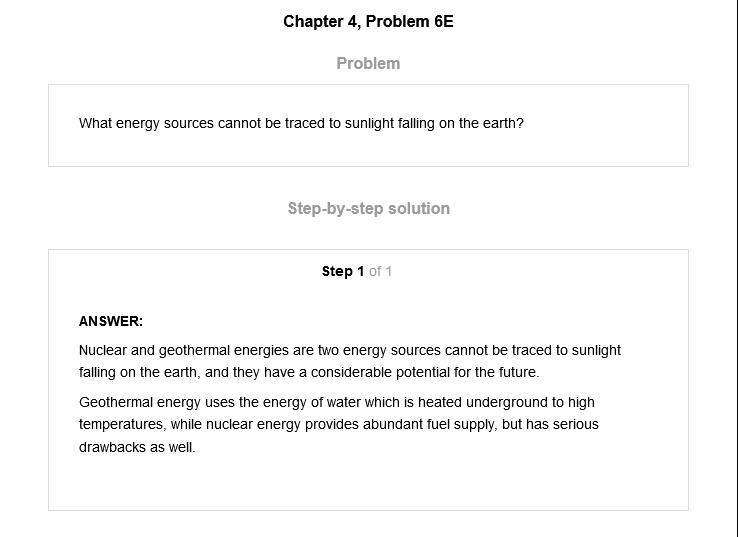 Chapter 4, Problem 6E
Problem
What energy sources cannot be traced to sunlight falling on the earth?
Step-by-step solution
Step 1 of 1
ANSWER:
Nuclear and geothermal energies are two energy sources cannot be traced to sunlight
falling on the earth, and they have a considerable potential for the future.
Geothermal energy uses the energy of water which is heated underground to high
temperatures, while nuclear energy provides abundant fuel supply, but has serious
drawbacks as well.